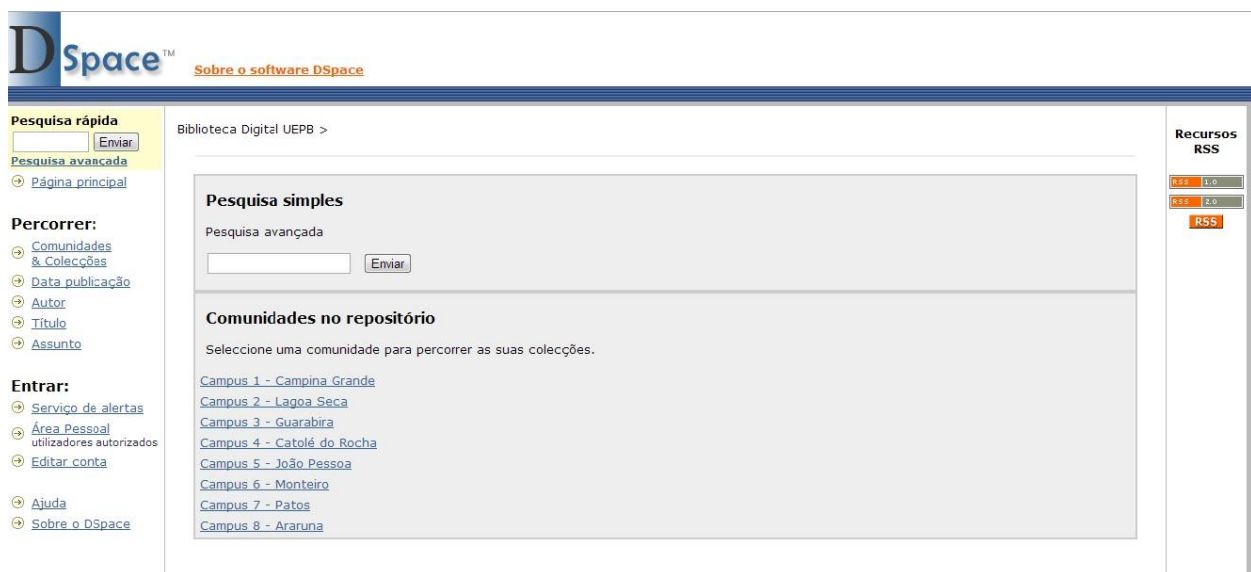 DSpace™
Sobre o software DSpace
Pesquisa rápida
Enviar
Pesquisa avançada
Página principal
Percorrer:
Comunidades
& Colecções
Data publicação
Autor
Título
Assunto
Entrar:
Serviço de alertas
Área Pessoal
utilizadores autorizados
Editar conta
Ajuda
Sobre o DSpace
Biblioteca Digital UEPB >
Pesquisa simples
Pesquisa avançada
Enviar
Comunidades no repositório
Seleccione uma comunidade para percorrer as suas colecções.
Campus 1 - Campina Grande
Campus 2 - Lagoa Seca
Campus 3 - Guarabira
Campus 4 - Catolé do Rocha
Campus 5 - João Pessoa
Campus 6 - Monteiro
Campus 7 - Patos
Campus 8 - Araruna
Recursos
RSS
RSS 1.0
RSS 2.0
RSS